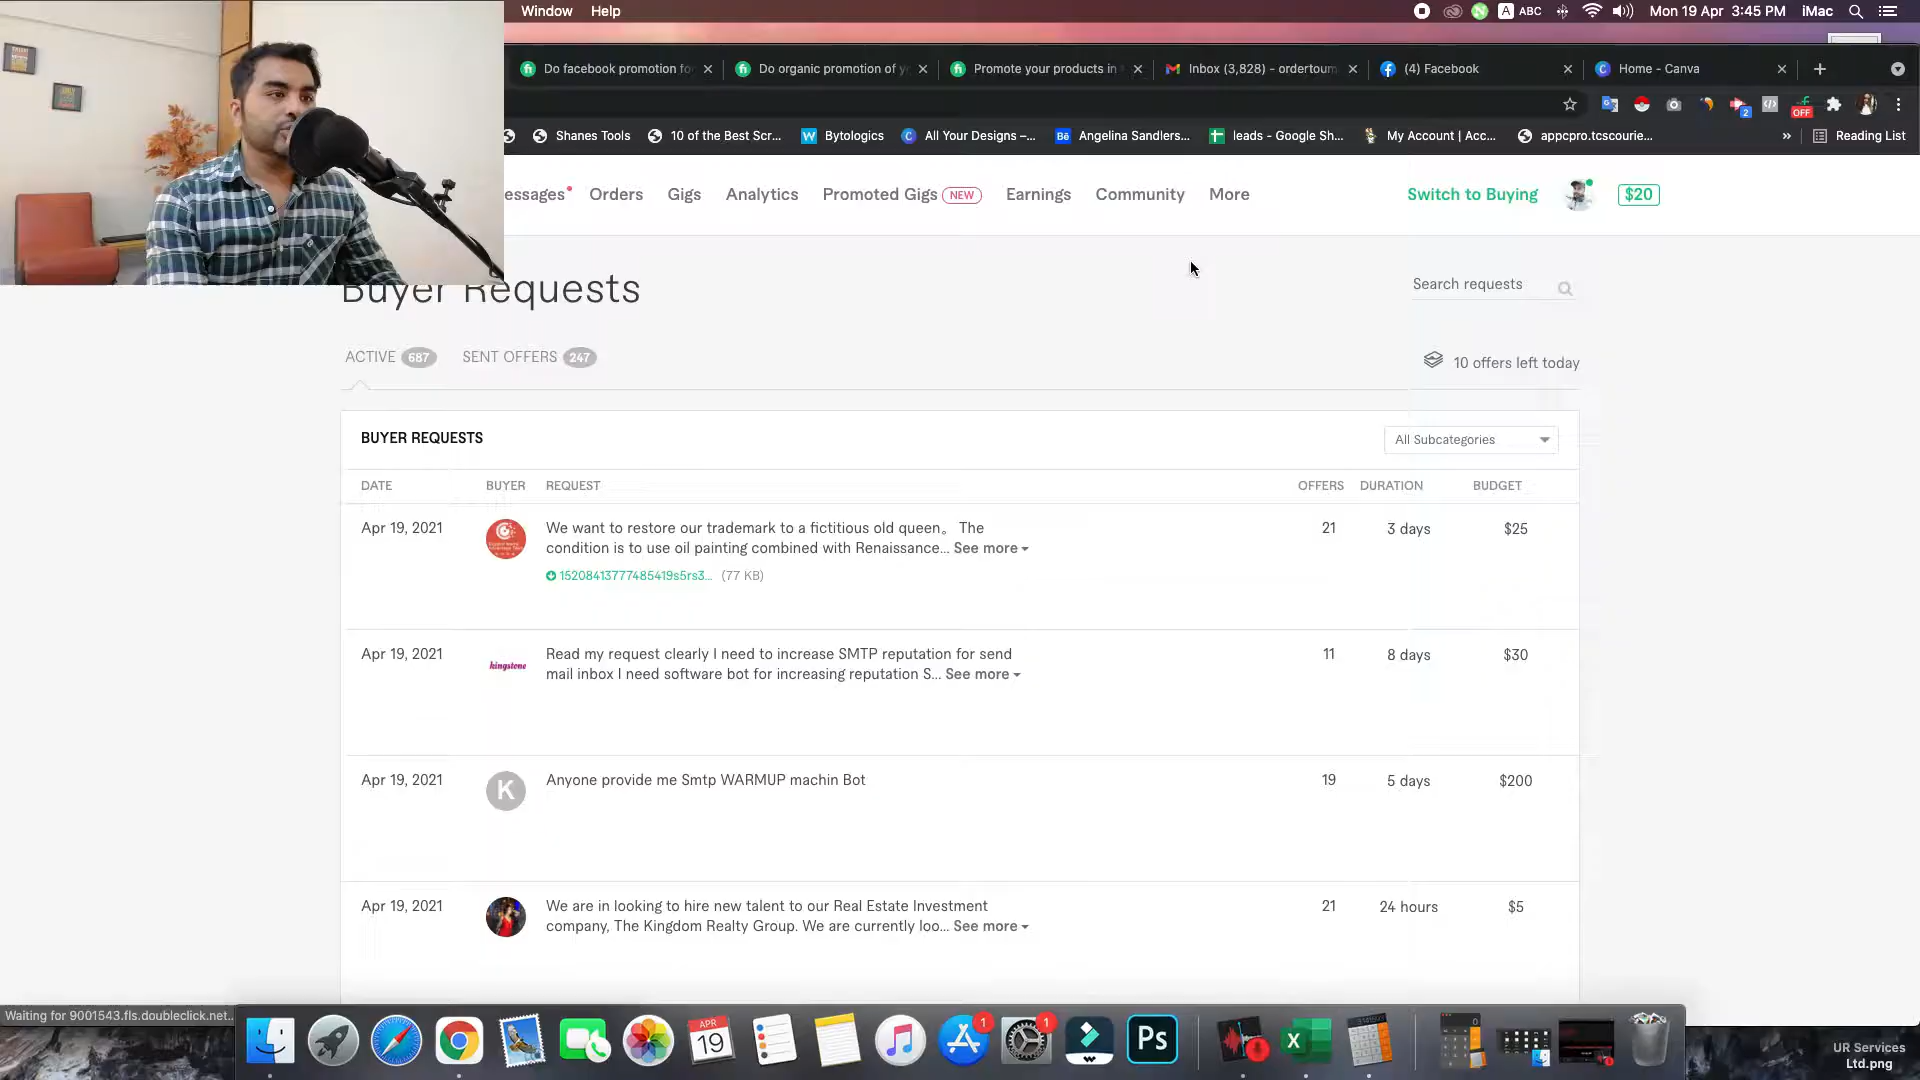 Window Help
ABC Mon 19 Apr 3:45 PM iMac
Do facebook promotion fo
Do organic promotion of y
Promote your products in
Inbox (3,828) - ordertoum
(4) Facebook
Home - Canva
OFF
2
Shanes Tools
10 of the Best Scr...
Bytologics
All Your Designs –...
Angelina Sandlers...
leads - Google Sh...
My Account | Acc...
appcpro.tcscourie...
»
Reading List
essages Orders Gigs Analytics Promoted Gigs NEW Earnings Community More
Switch to Buying $20
Buyer Requests
Search requests
ACTIVE 687 SENT OFFERS 247
10 offers left today
BUYER REQUESTS
All Subcategories
DATE BUYER REQUEST OFFERS DURATION BUDGET
Apr 19, 2021 We want to restore our trademark to a fictitious old queen。 The 21 3 days $25
condition is to use oil painting combined with Renaissance... See more
15208413777485419s5rs3... (77 KB)
Apr 19, 2021 kingstone Read my request clearly I need to increase SMTP reputation for send 11 8 days $30
mail inbox I need software bot for increasing reputation S... See more
Apr 19, 2021 K Anyone provide me Smtp WARMUP machin Bot 19 5 days $200
Apr 19, 2021 We are in looking to hire new talent to our Real Estate Investment 21 24 hours $5
company, The Kingdom Realty Group. We are currently loo... See more
Waiting for 9001543.fls.doubleclick.net...
APR
19
1
1
Ps
UR Services
Ltd.png